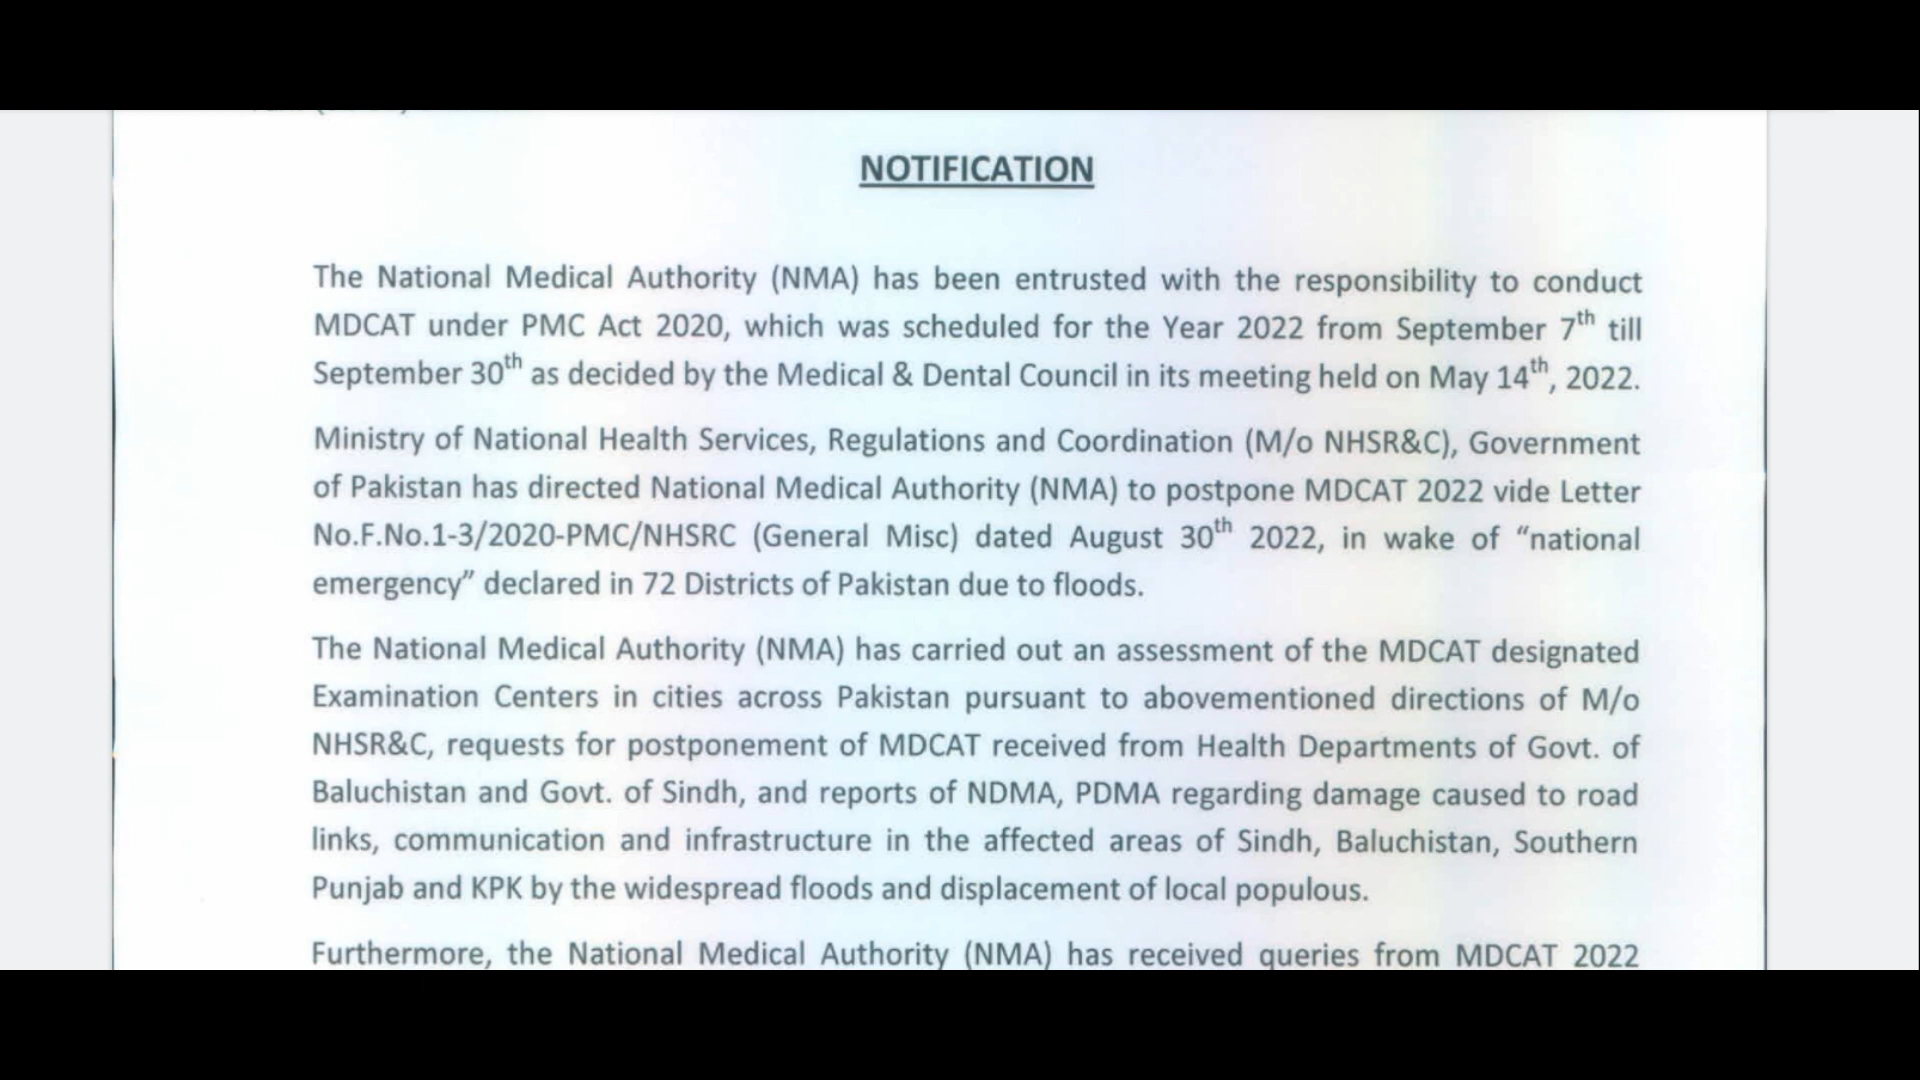 NOTIFICATION
The National Medical Authority (NMA) has been entrusted with the responsibility to conduct
MDCAT under PMC Act 2020, which was scheduled for the Year 2022 from September 7th till
September 30th as decided by the Medical & Dental Council in its meeting held on May 14th, 2022.
Ministry of National Health Services, Regulations and Coordination (M/o NHSR&C), Government
of Pakistan has directed National Medical Authority (NMA) to postpone MDCAT 2022 vide Letter
No.F.No.1-3/2020-PMC/NHSRC (General Misc) dated August 30th 2022, in wake of “national
emergency” declared in 72 Districts of Pakistan due to floods.
The National Medical Authority (NMA) has carried out an assessment of the MDCAT designated
Examination Centers in cities across Pakistan pursuant to abovementioned directions of M/o
NHSR&C, requests for postponement of MDCAT received from Health Departments of Govt. of
Baluchistan and Govt. of Sindh, and reports of NDMA, PDMA regarding damage caused to road
links, communication and infrastructure in the affected areas of Sindh, Baluchistan, Southern
Punjab and KPK by the widespread floods and displacement of local populous.
Furthermore, the National Medical Authority (NMA) has received queries from MDCAT 2022